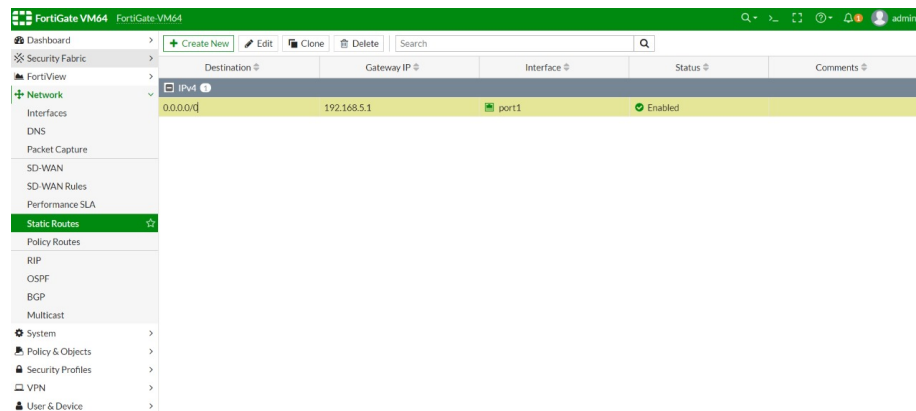 FortiGate VM64 FortiGate-VM64 >_ 1 admin
Dashboard
Security Fabric
FortiView
Network
Interfaces
DNS
Packet Capture
SD-WAN
SD-WAN Rules
Performance SLA
Static Routes
Policy Routes
RIP
OSPF
BGP
Multicast
System
Policy & Objects
Security Profiles
VPN
User & Device
+ Create New Edit Clone Delete Search
Destination Gateway IP Interface Status Comments
IPv4 1
0.0.0.0/0 192.168.5.1 port1 Enabled